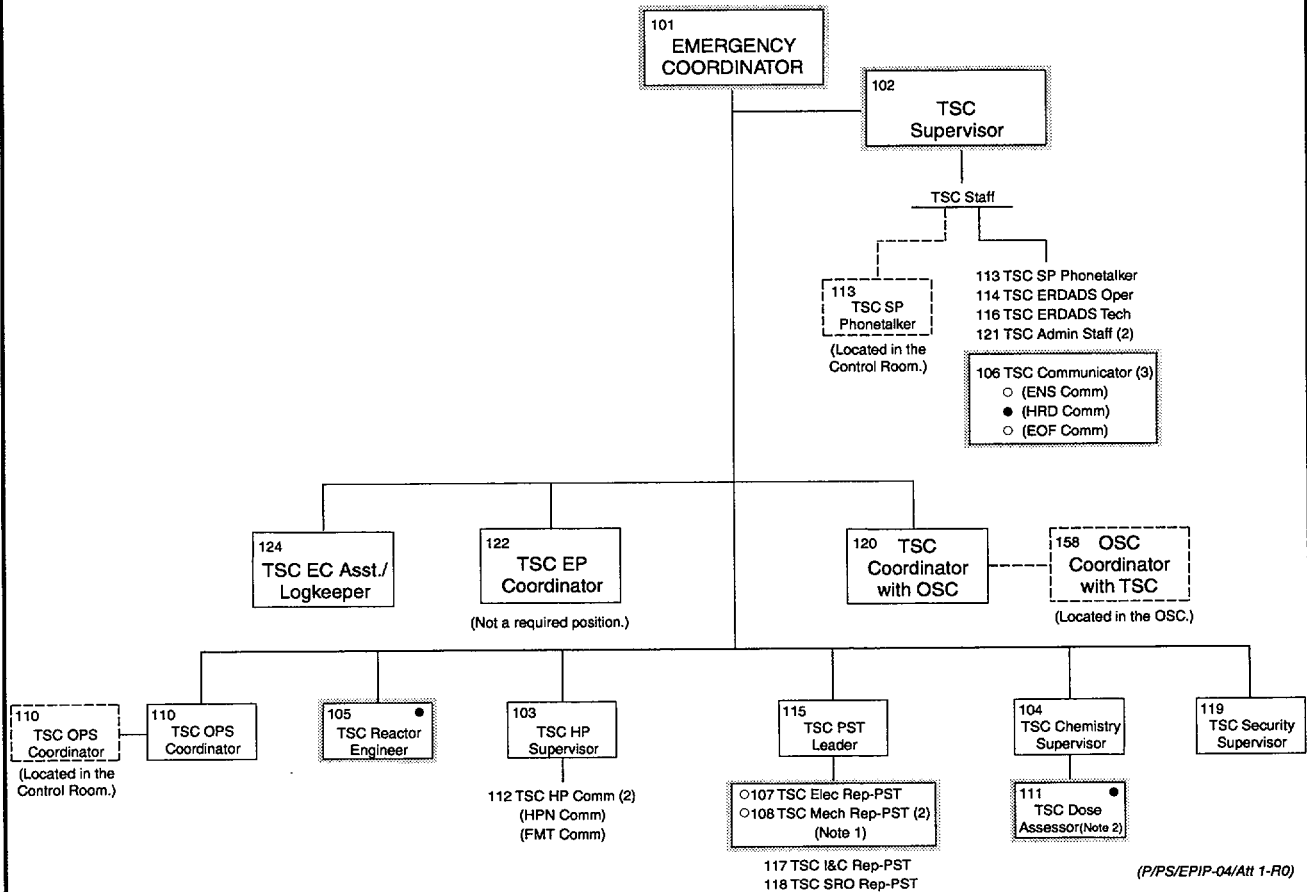 101
EMERGENCY
COORDINATOR
102
TSC
Supervisor
TSC Staff
113
TSC SP
Phonetalker
(Located in the
Control Room.)
113 TSC SP Phonetalker
114 TSC ERDADS Oper
116 TSC ERDADS Tech
121 TSC Admin Staff (2)
106 TSC Communicator (3)
(ENS Comm)
(HRD Comm)
(EOF Comm)
124
TSC EC Asst./
Logkeeper
122
TSC EP
Coordinator
(Not a required position.)
120 TSC
Coordinator
with OSC
158 OSC
Coordinator
with TSC
(Located in the OSC.)
110
TSC OPS
Coordinator
(Located in the
Control Room.)
110
TSC OPS
Coordinator
105
TSC Reactor
Engineer
103
TSC HP
Supervisor
112 TSC HP Comm (2)
(HPN Comm)
(FMT Comm)
115
TSC PST
Leader
107 TSC Elec Rep-PST
108 TSC Mech Rep-PST (2)
(Note 1)
117 TSC I&C Rep-PST
118 TSC SRO Rep-PST
104
TSC Chemistry
Supervisor
111
TSC Dose
Assessor(Note 2)
119
TSC Security
Supervisor
(P/PS/EPIP-04/Att 1-R0)